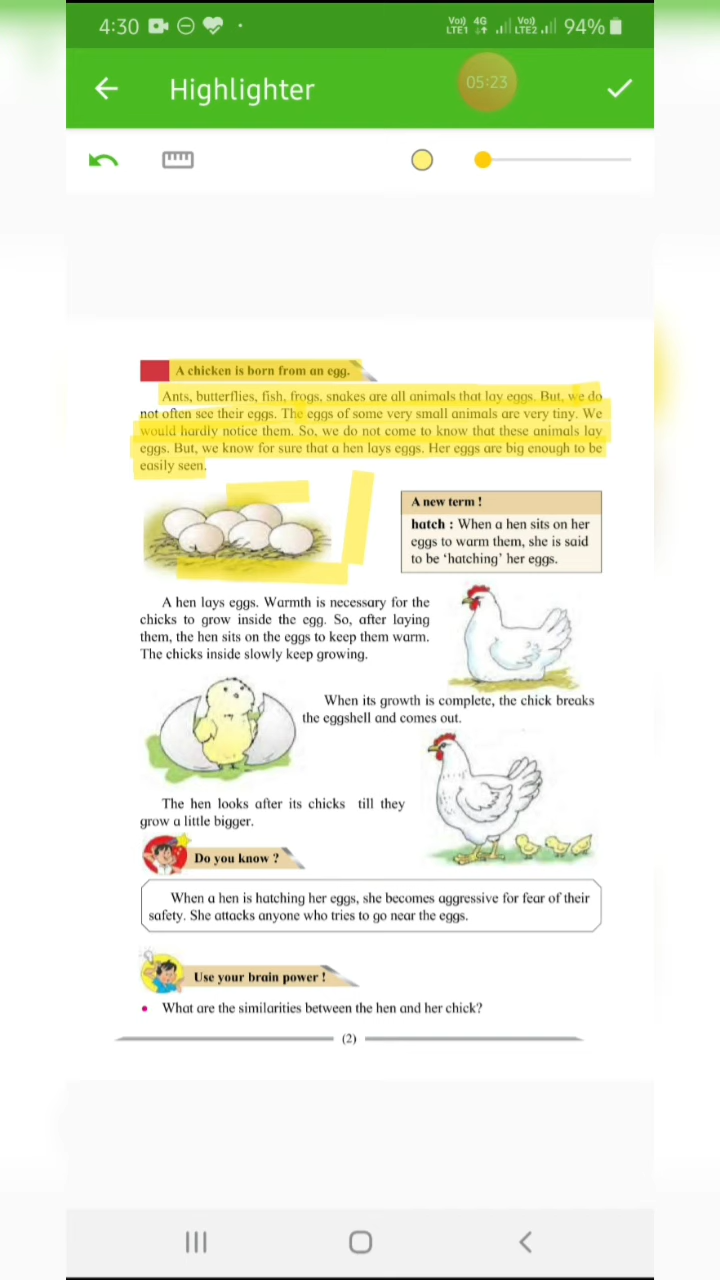 4:30
Vo) 4G Vo) 94%
LTE1 LTE2
Highlighter
05:23
A chicken is born from an egg.
Ants, butterflies, fish, frogs, snakes are all animals that lay eggs. But, we do
not often see their eggs. The eggs of some very small animals are very tiny. We
would hardly notice them. So, we do not come to know that these animals lay
eggs. But, we know for sure that a hen lays eggs. Her eggs are big enough to be
easily seen.
A new term !
hatch : When a hen sits on her
eggs to warm them, she is said
to be ‘hatching’ her eggs.
A hen lays eggs. Warmth is necessary for the
chicks to grow inside the egg. So, after laying
them, the hen sits on the eggs to keep them warm.
The chicks inside slowly keep growing.
When its growth is complete, the chick breaks
the eggshell and comes out.
The hen looks after its chicks till they
grow a little bigger.
Do you know ?
When a hen is hatching her eggs, she becomes aggressive for fear of their
safety. She attacks anyone who tries to go near the eggs.
Use your brain power !
• What are the similarities between the hen and her chick?
(2)